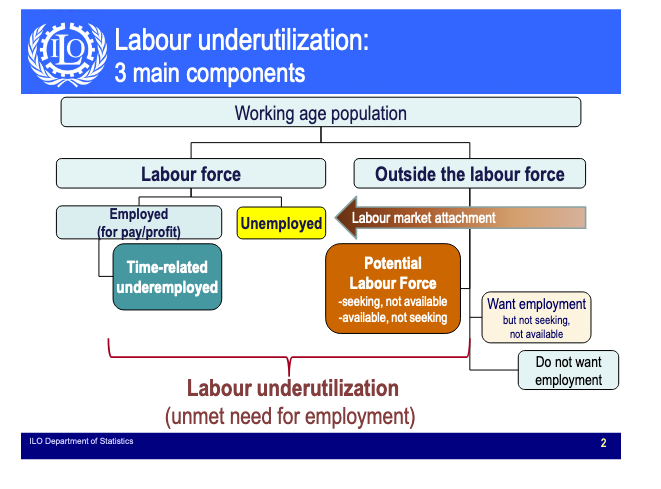 ILO
Labour underutilization:
3 main components
Working age population
Labour force
Outside the labour force
Employed
(for pay/profit)
Unemployed
Labour market attachment
Time-related
underemployed
Potential
Labour Force
-seeking, not available
-available, not seeking
Want employment
but not seeking,
not available
Do not want
employment
Labour underutilization
(unmet need for employment)
ILO Department of Statistics
2